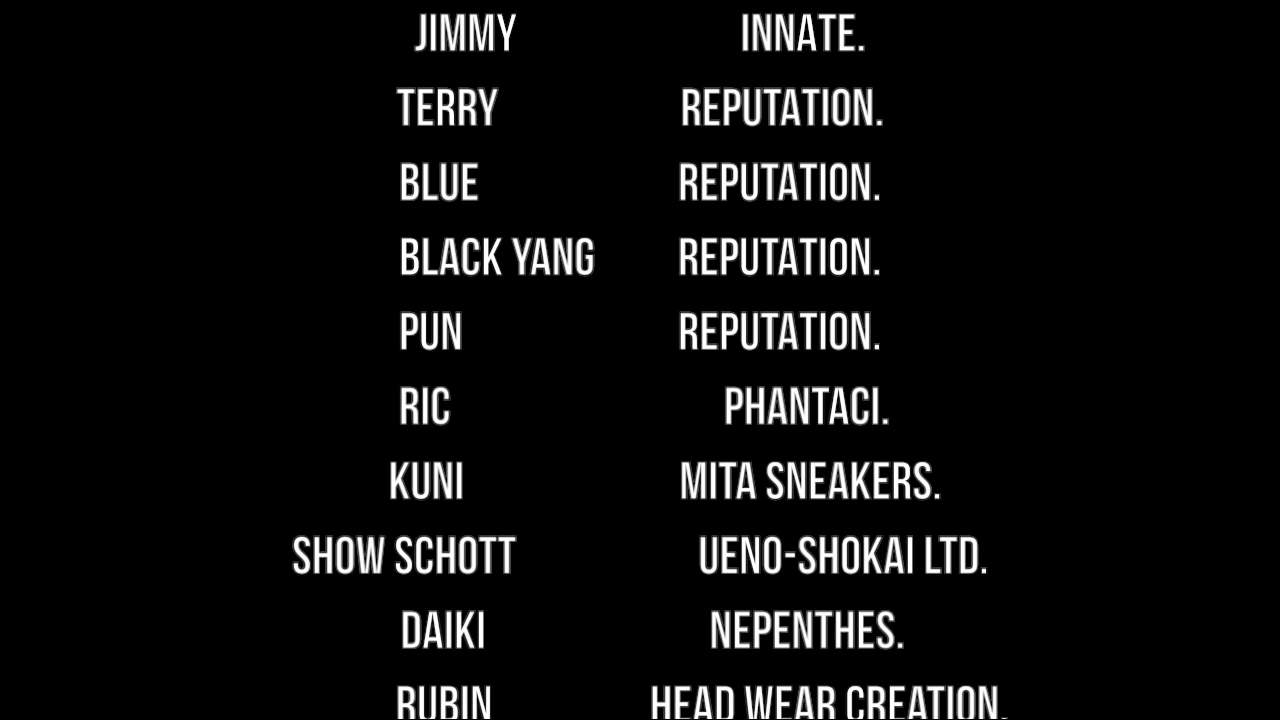 JIMMY INNATE.
TERRY REPUTATION.
BLUE REPUTATION.
BLACK YANG REPUTATION.
PUN REPUTATION.
RIC PHANTACI.
KUNI MITA SNEAKERS.
SHOW SCHOTT UENO-SHOKAI LTD.
DAIKI NEPENTHES.
RUBIN HEAD WEAR CREATION.